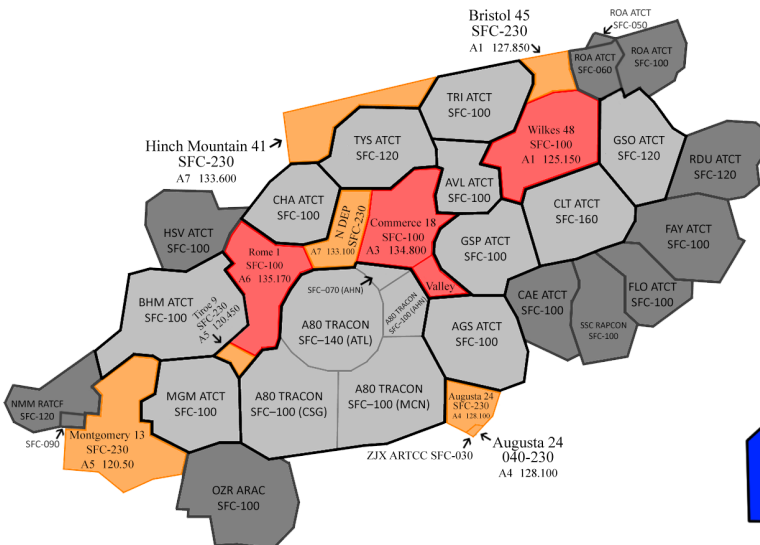 Bristol 45
SFC-230
A1 127.850
ROA ATCT
SFC-050
ROA ATCT
SFC-060
ROA ATCT
SFC-100
TRI ATCT
SFC-100
Hinch Mountain 41
SFC-230
A7 133.600
TYS ATCT
SFC-120
Wilkes 48
SFC-100
A1 125.150
GSO ATCT
SFC-120
RDU ATCT
SFC-120
AVL ATCT
SFC-100
CHA ATCT
SFC-100
N DEP
SFC-230
A7 133.100
Commerce 18
SFC-100
A3 134.800
CLT ATCT
SFC-160
HSV ATCT
SFC-100
Rome 1
SFC-100
A6 135.170
GSP ATCT
SFC-100
FAY ATCT
SFC-100
Valley
SFC-070 (AHN)
A80 TRACON
SFC-100 (AHN)
CAE ATCT
SFC-100
FLO ATCT
SFC-100
BHM ATCT
SFC-100
Tiroe 9
SFC-230
A5 120.450
A80 TRACON
SFC–140 (ATL)
AGS ATCT
SFC-100
SSC RAPCON
SFC-100
NMM RATCF
SFC-120
SFC-090
MGM ATCT
SFC-100
A80 TRACON
SFC–100 (CSG)
A80 TRACON
SFC–100 (MCN)
Augusta 24
SFC-230
A4 128.100
Montgomery 13
SFC-230
A5 120.50
ZJX ARTCC SFC-030
Augusta 24
040-230
A4 128.100
OZR ARAC
SFC-100